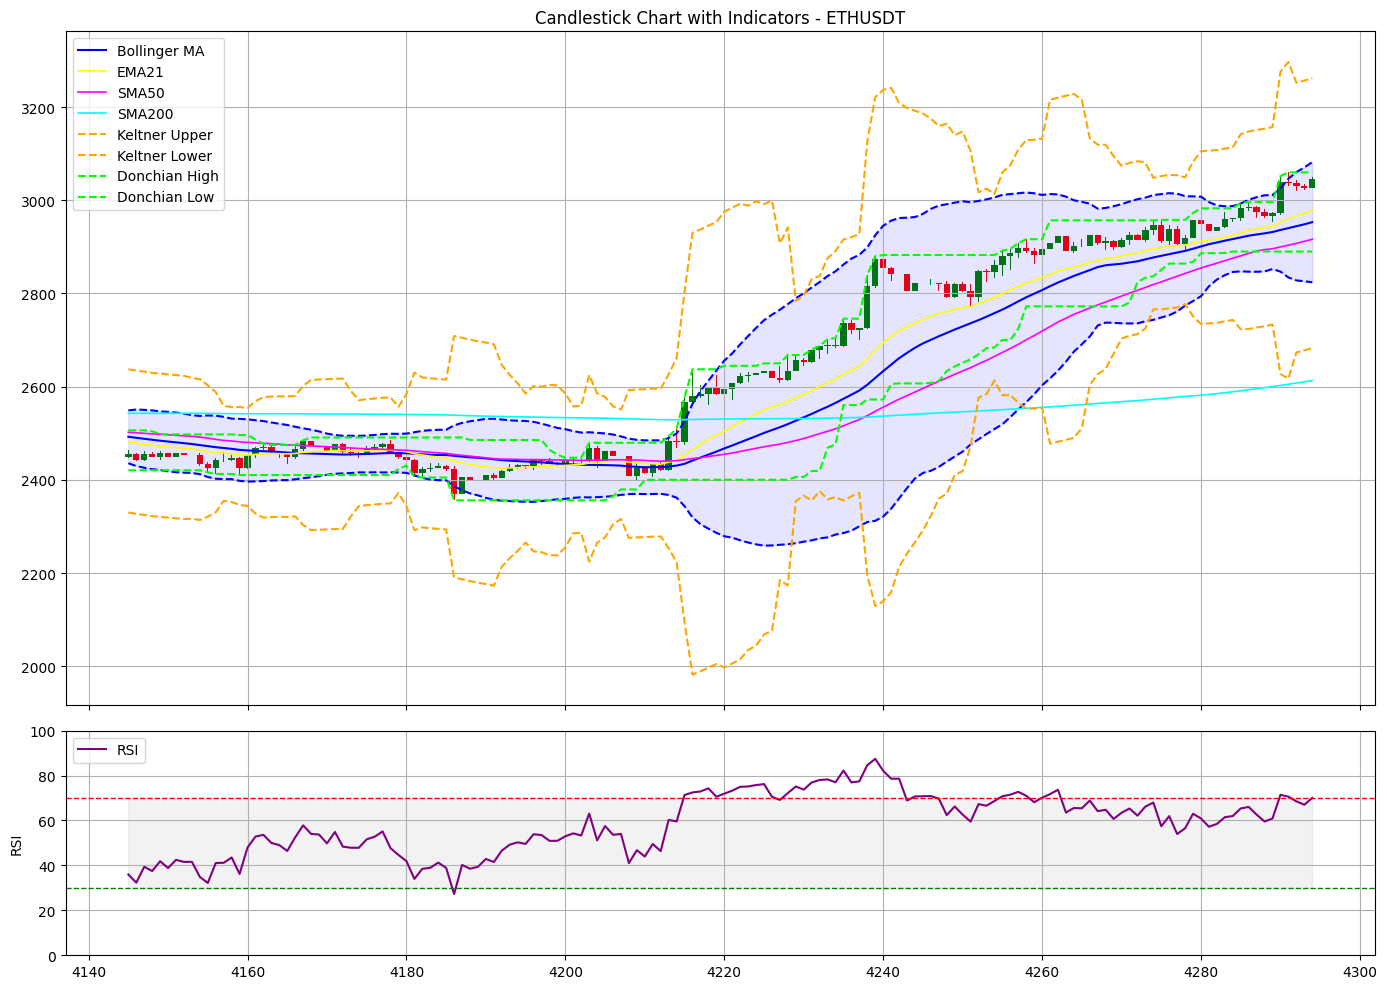 Candlestick Chart with Indicators - ETHUSDT
Bollinger MA
EMA21
SMA50
SMA200
Keltner Upper
Keltner Lower
Donchian High
Donchian Low
3200
3000
2800
2600
2400
2200
2000
RSI
100
80
60
40
20
0
RSI
4140 4160 4180 4200 4220 4240 4260 4280 4300